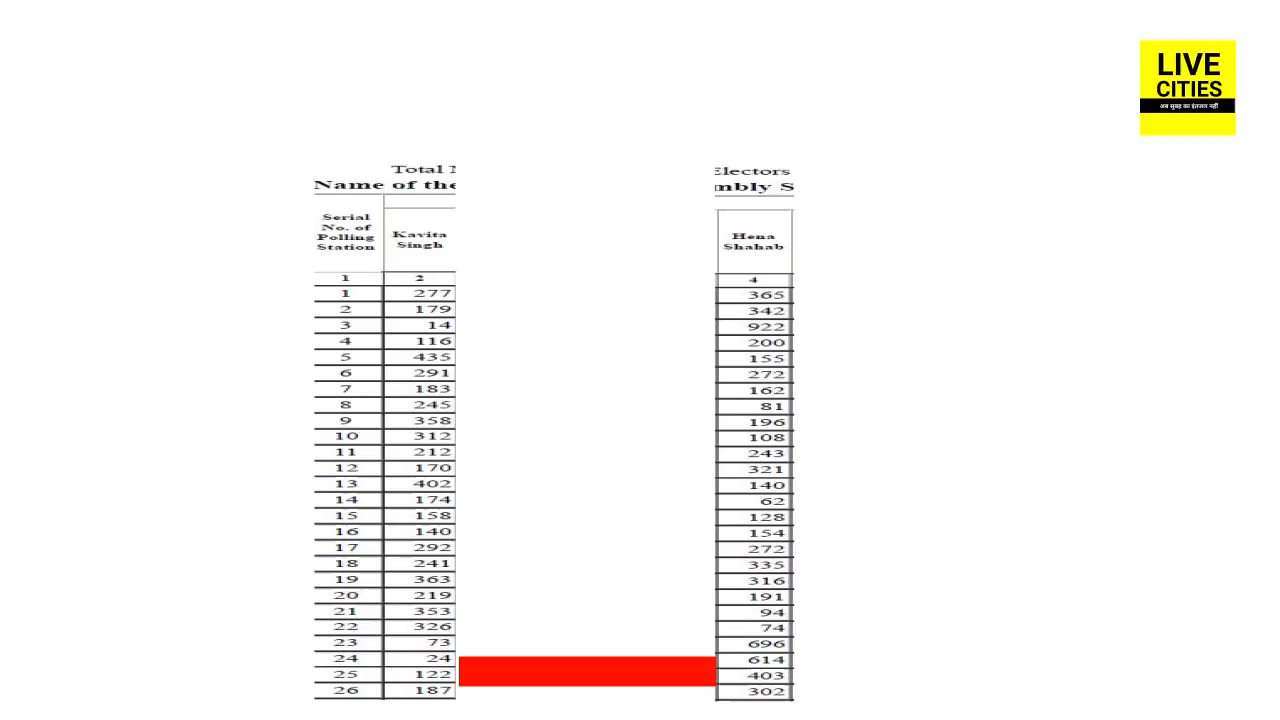 LIVE
CITIES
अब सुबह का इंतजार नहीं
Total Electors
Name of the mbly S
Serial No. of Polling Station Kavita Singh Hena Shahab
1 2 4
1 277 365
2 179 342
3 14 922
4 116 200
5 435 155
6 291 272
7 183 162
8 245 81
9 358 196
10 312 108
11 212 243
12 170 321
13 402 140
14 174 62
15 158 128
16 140 154
17 292 272
18 241 335
19 363 316
20 219 191
21 353 94
22 326 74
23 73 696
24 24 614
25 122 403
26 187 302